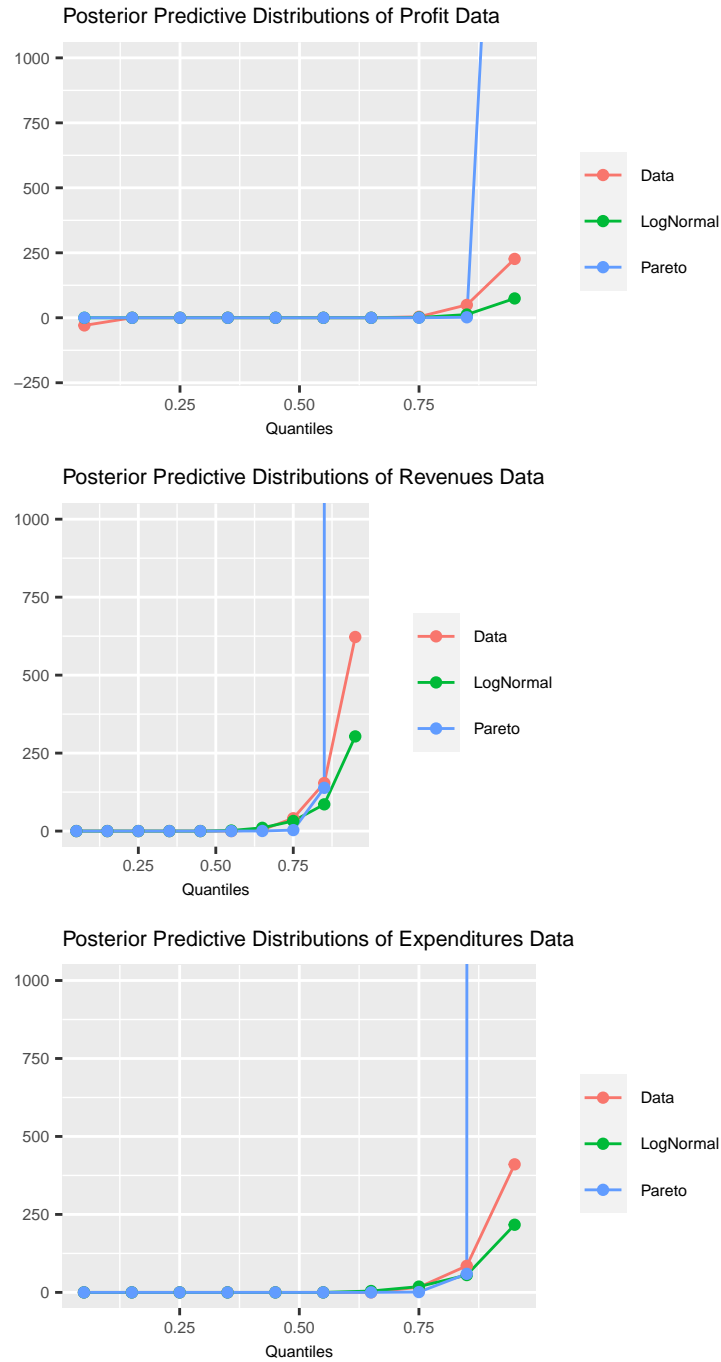 Posterior Predictive Distributions of Profit Data
1000
750
500
250
0
−250
0.25
0.50
0.75
Quantiles
Data
LogNormal
Pareto
Posterior Predictive Distributions of Revenues Data
1000
750
500
250
0
0.25
0.50
0.75
Quantiles
Data
LogNormal
Pareto
Posterior Predictive Distributions of Expenditures Data
1000
750
500
250
0
0.25
0.50
0.75
Quantiles
Data
LogNormal
Pareto